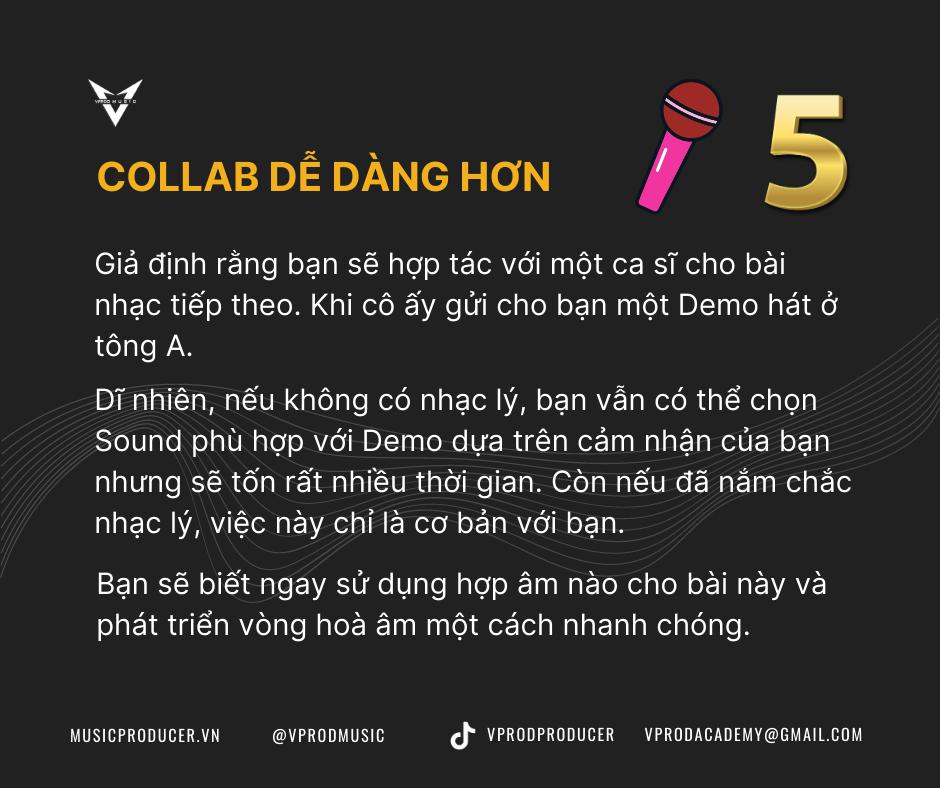 VPROD MUSIC
5
COLLAB DỄ DÀNG HƠN
Giả định rằng bạn sẽ hợp tác với một ca sĩ cho bài
nhạc tiếp theo. Khi cô ấy gửi cho bạn một Demo hát ở
tông A.
Dĩ nhiên, nếu không có nhạc lý, bạn vẫn có thể chọn
Sound phù hợp với Demo dựa trên cảm nhận của bạn
nhưng sẽ tốn rất nhiều thời gian. Còn nếu đã nắm chắc
nhạc lý, việc này chỉ là cơ bản với bạn.
Bạn sẽ biết ngay sử dụng hợp âm nào cho bài này và
phát triển vòng hoà âm một cách nhanh chóng.
MUSICPRODUCER.VN
@VPRODMUSIC
VPRODPRODUCER
VPRODACADEMY@GMAIL.COM